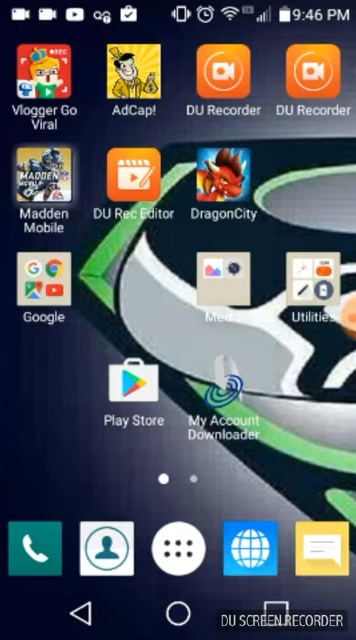 9:46 PM
REC
Vlogger Go
Viral
AdCap!
DU Recorder
DU Recorder
MADDEN
Madden
Mobile
DU Rec Editor
DragonCity
Google
Utilities
Play Store
My Account
Downloader
DU SCREEN RECORDER